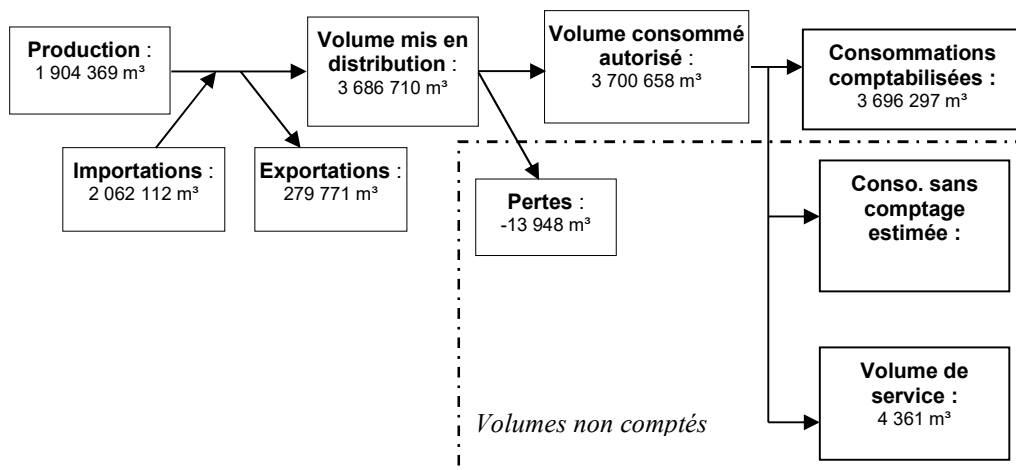 Production :
1 904 369 m³
Volume mis en
distribution :
3 686 710 m³
Volume consommé
autorisé :
3 700 658 m³
Consommations
comptabilisées :
3 696 297 m³
Importations :
2 062 112 m³
Exportations :
279 771 m³
Pertes :
-13 948 m³
Conso. sans
comptage
estimée :
Volume de
service :
4 361 m³
Volumes non comptés